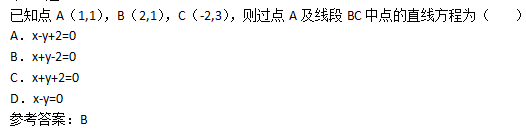 已知点 A（1,1），B（2,1），C（-2,3），则过点 A 及线段 BC 中点的直线方程为（　　）
A．x-y+2=0
B．x+y-2=0
C．x+y+2=0
D．x-y=0
参考答案：B